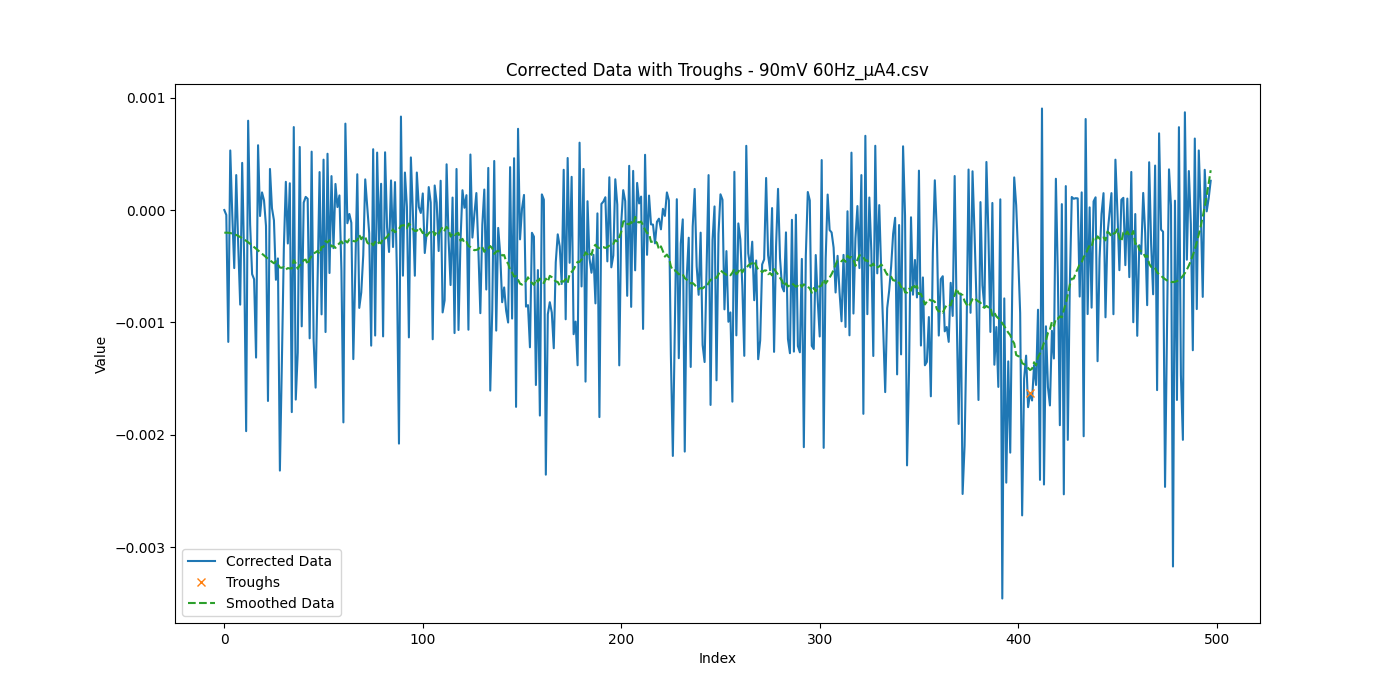 Corrected Data with Troughs - 90mV 60Hz_μA4.csv
0.001
0.000
−0.001
−0.002
−0.003
Value
Corrected Data
Troughs
Smoothed Data
0
100
200
300
400
500
Index